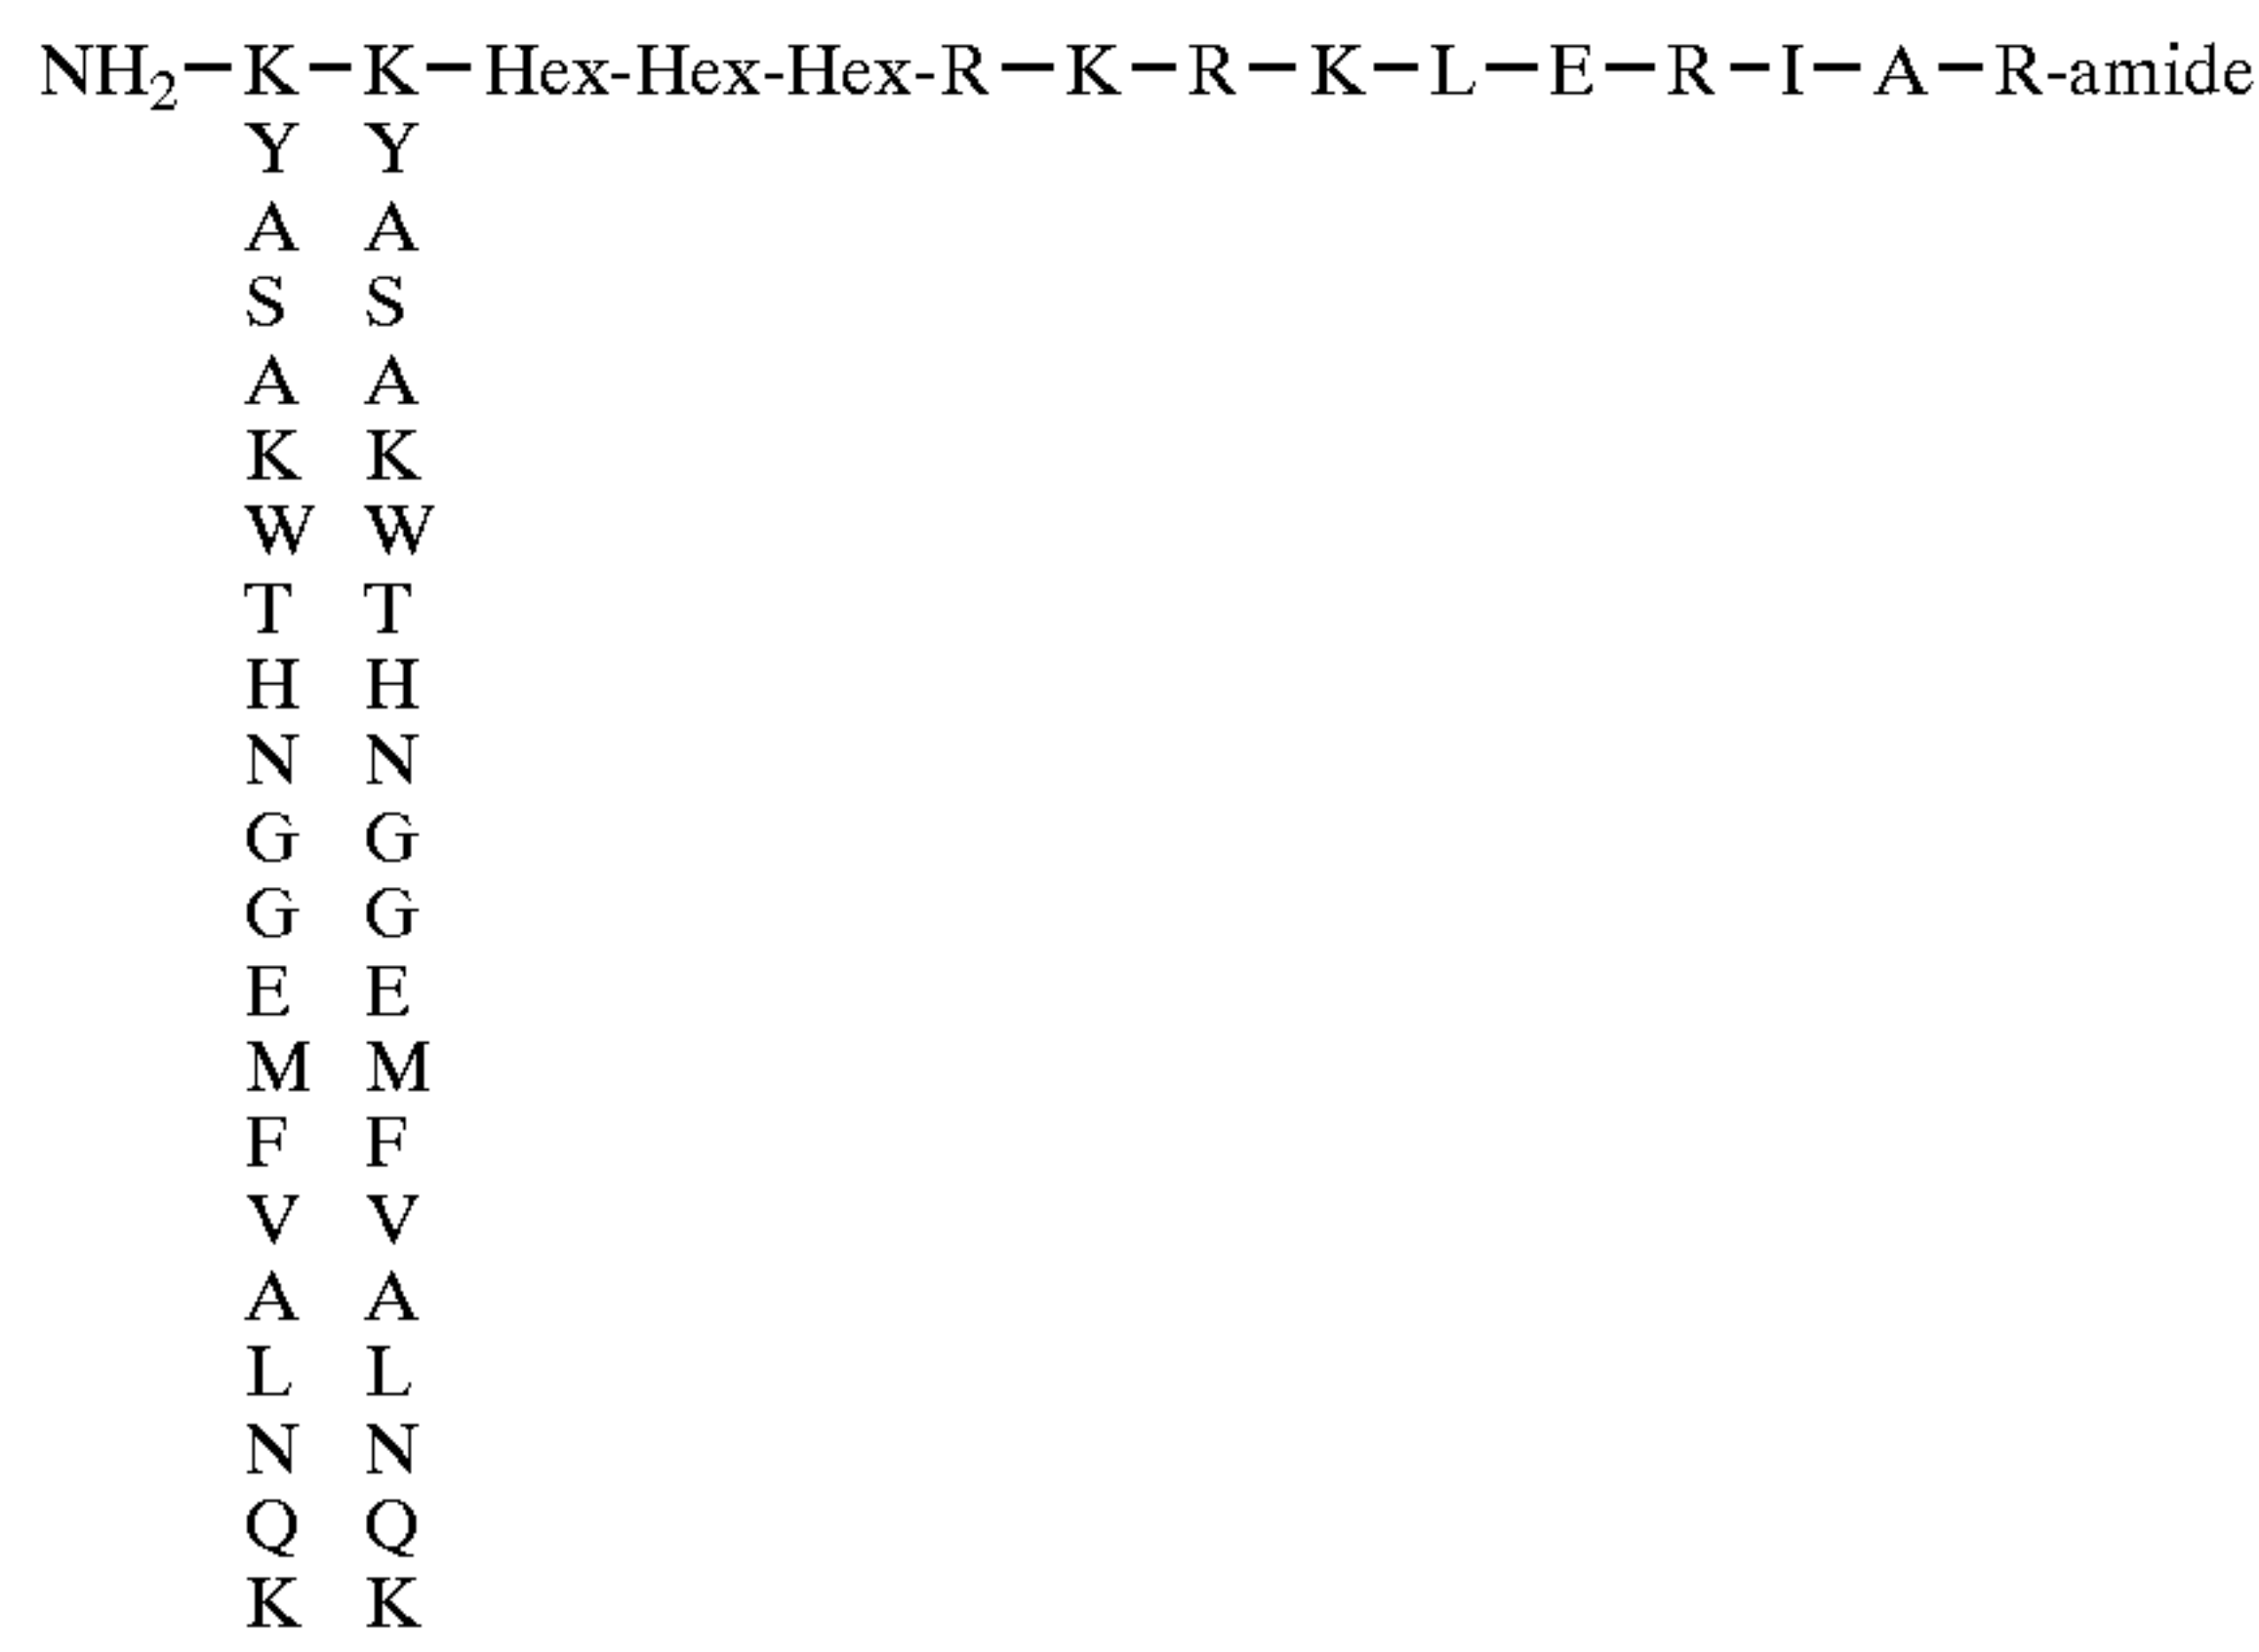 NH2—K—K—Hex-Hex-Hex-R—K—R—K—L—E—R—I—A—R-amide
Y Y
A A
S S
A A
K K
W W
T T
H H
N N
G G
G G
E E
M M
F F
V V
A A
L L
N N
Q Q
K K